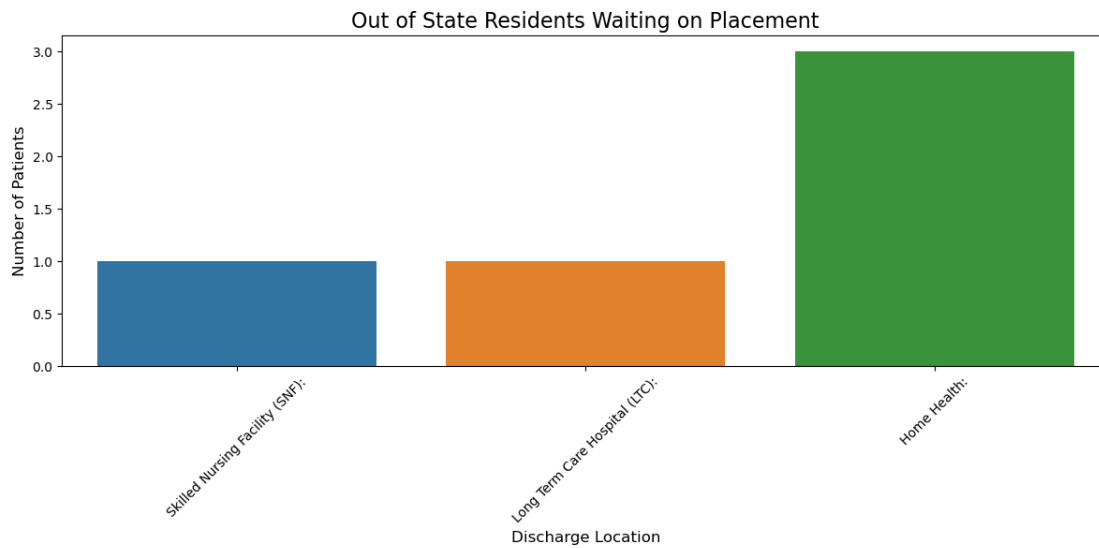 Out of State Residents Waiting on Placement
Number of Patients
3.0
2.5
2.0
1.5
1.0
0.5
0.0
Skilled Nursing Facility (SNF):
Long Term Care Hospital (LTC):
Home Health:
Discharge Location